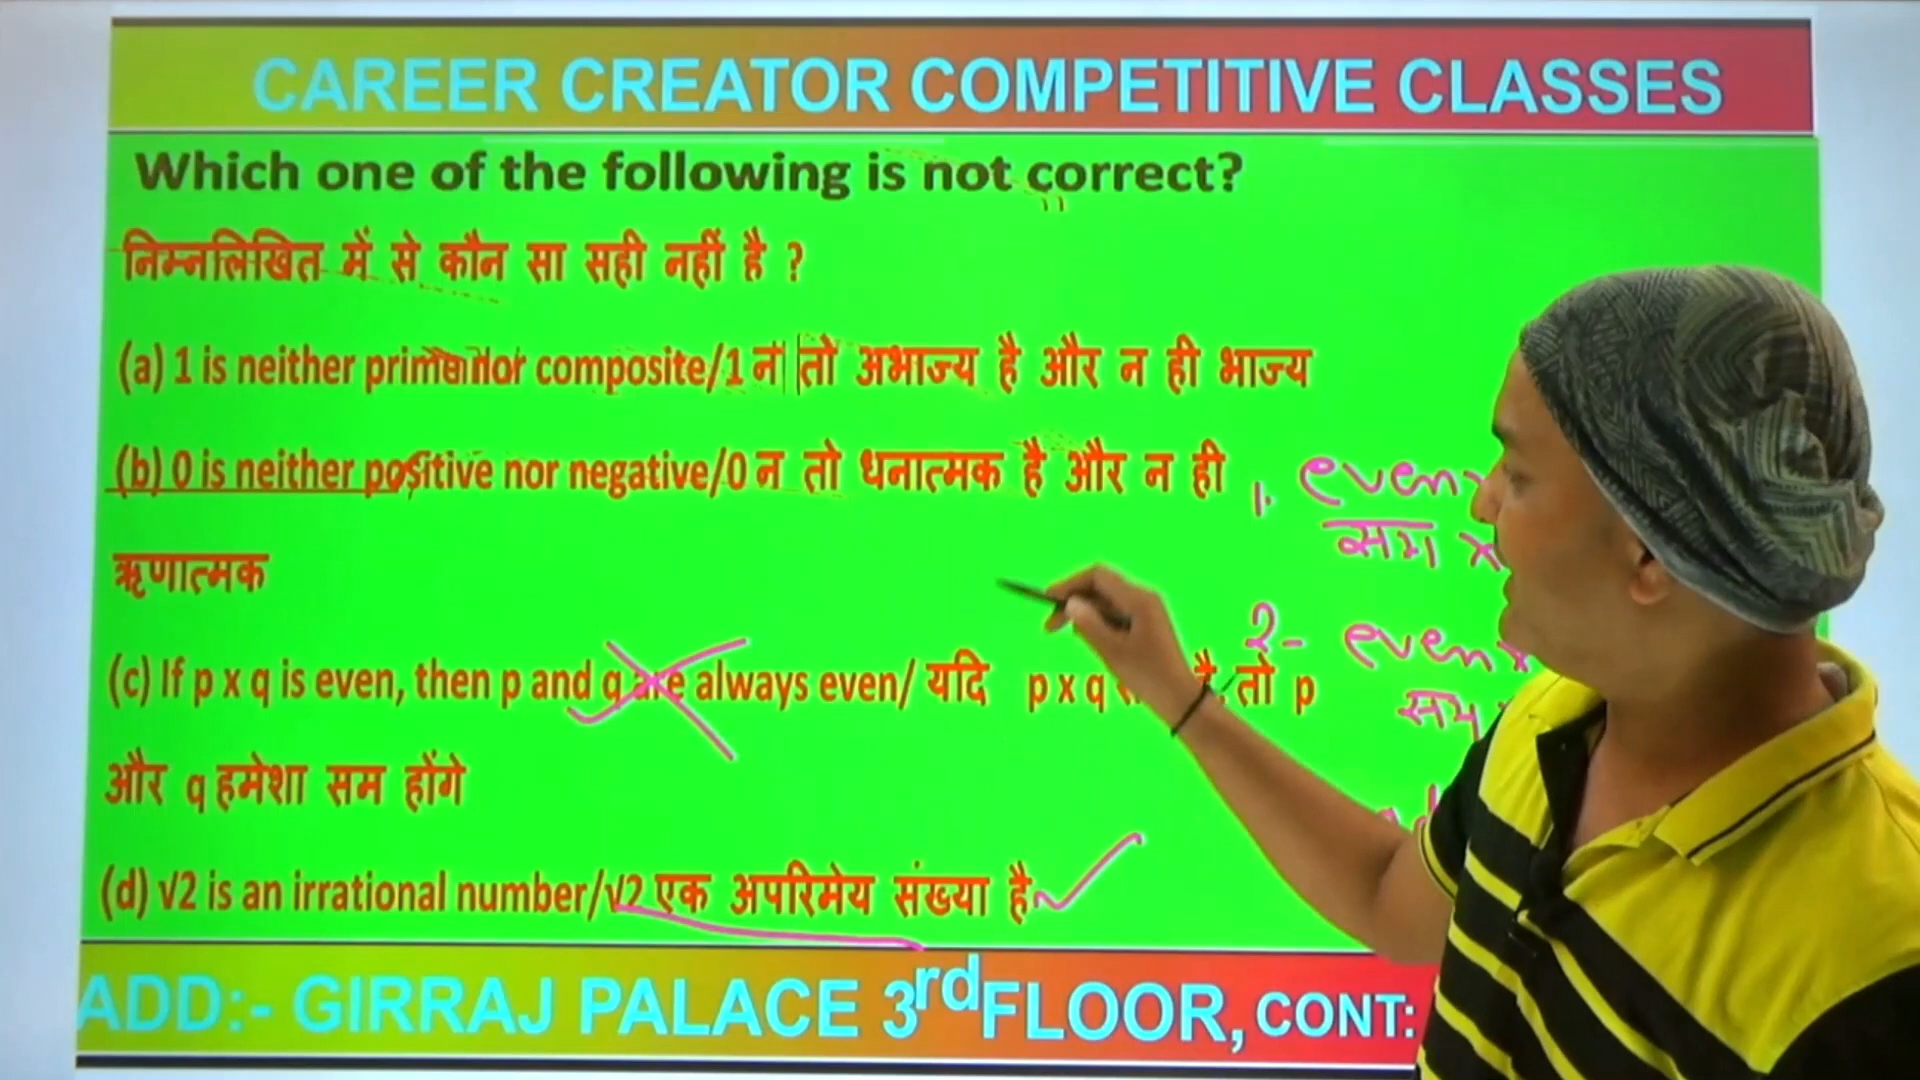 CAREER CREATOR COMPETITIVE CLASSES
Which one of the following is not correct?
निम्नलिखित में से कौन सा सही नहीं है ?
(a) 1 is neither prime nor composite/1 न तो अभाज्य है और न ही भाज्य
(b) 0 is neither positive nor negative/0 न तो धनात्मक है और न ही
ऋणात्मक
(c) If p x q is even, then p and q are always even/ यदि p x q है, तो p
और q हमेशा सम होंगे
(d) √2 is an irrational number/√2 एक अपरिमेय संख्या है
1. even
सम ×
2- even
सम
ADD:- GIRRAJ PALACE 3rd FLOOR, CONT: